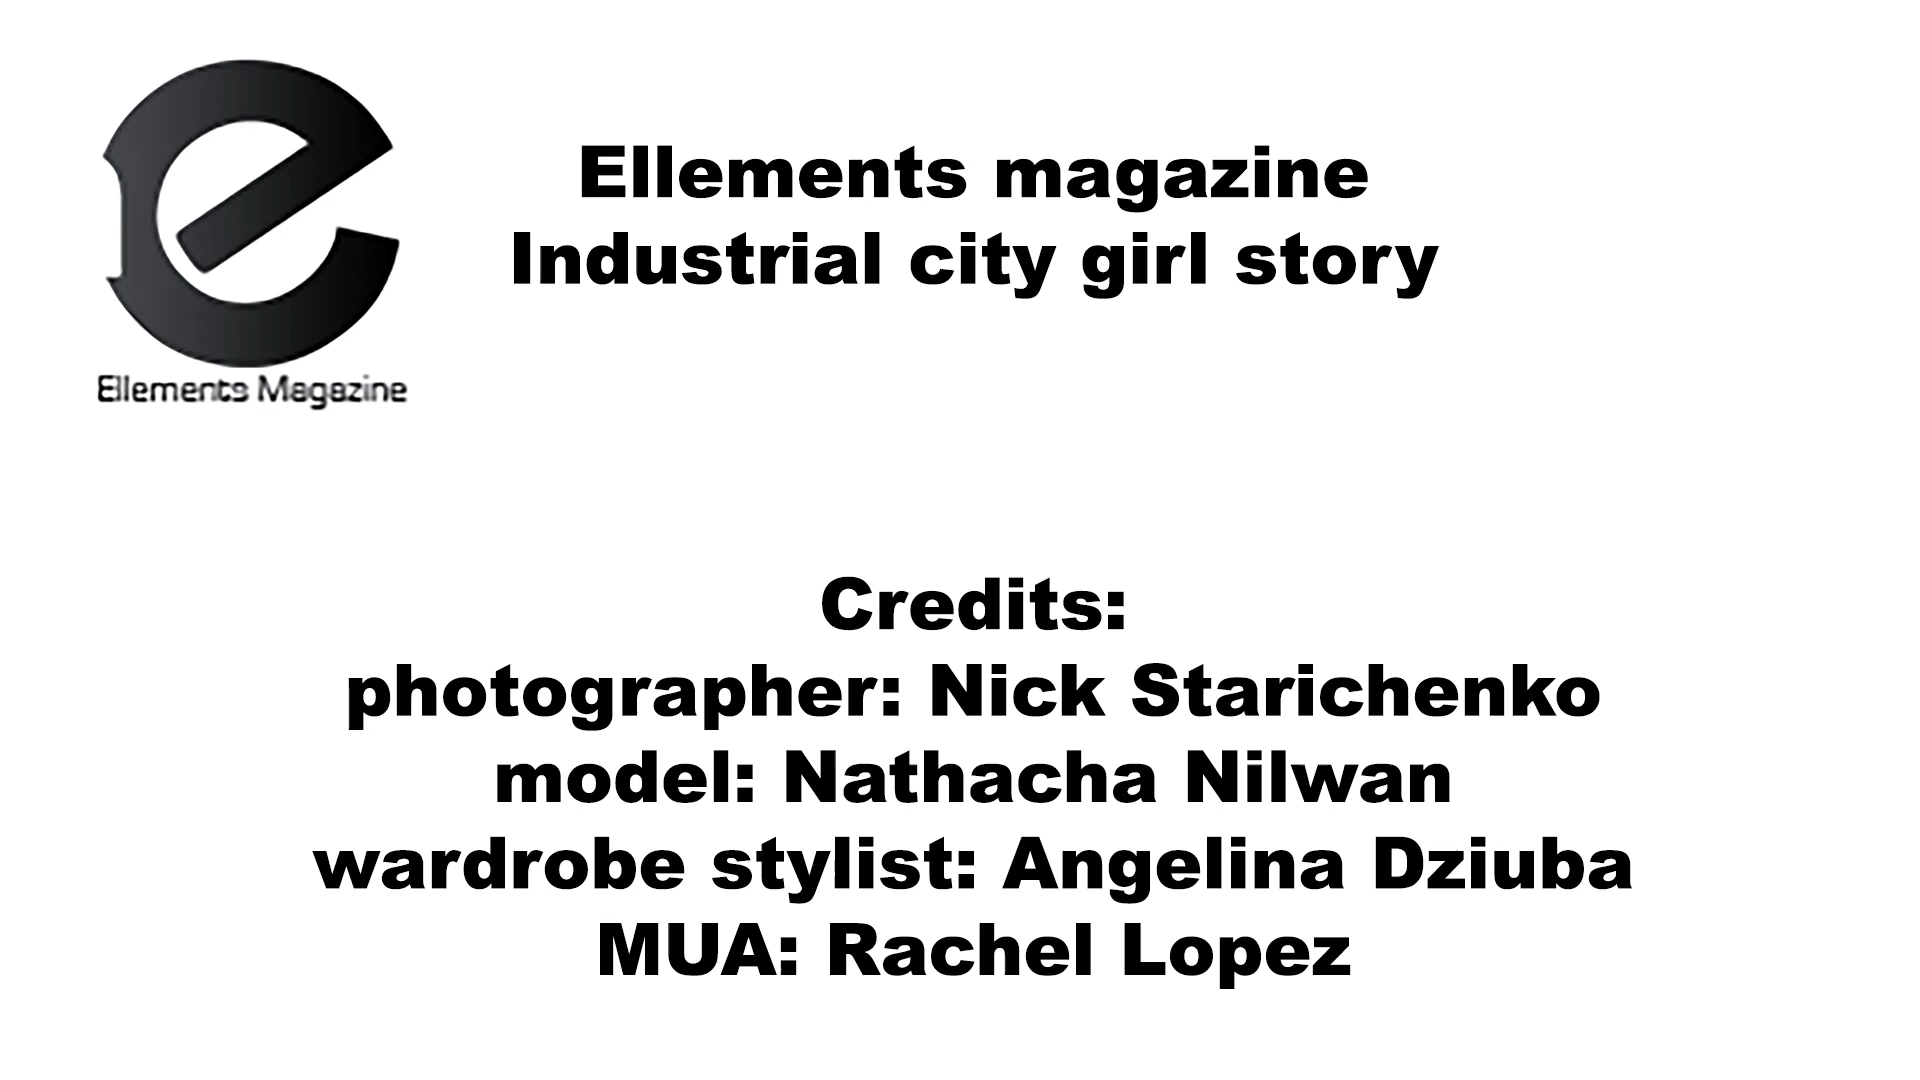 Ellements Magazine
Ellements magazine
Industrial city girl story
Credits:
photographer: Nick Starichenko
model: Nathacha Nilwan
wardrobe stylist: Angelina Dziuba
MUA: Rachel Lopez